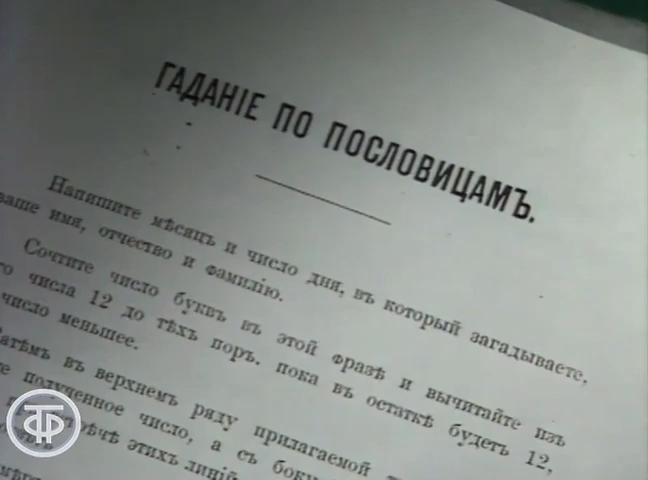 ГАДАНІЕ ПО ПОСЛОВИЦАМЪ.
Напишите мѣсяцъ и число дня, въ который загадываете,
ваше имя, отчество и фамилію.
Сочтите число буквъ въ этой фразѣ и вычитайте изъ
числа 12 до тѣхъ поръ. пока въ остаткѣ будетъ 12,
число меньшее.
Затѣмъ въ верхнемъ ряду прилагаемой
полученное число, а съ боку
этихъ линій